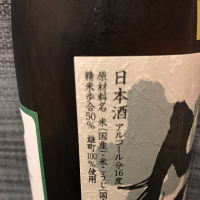 日本酒 アルコール分16度
原材料名 米(国産)・米こうじ(国
精米歩合50% 雄町100%使用